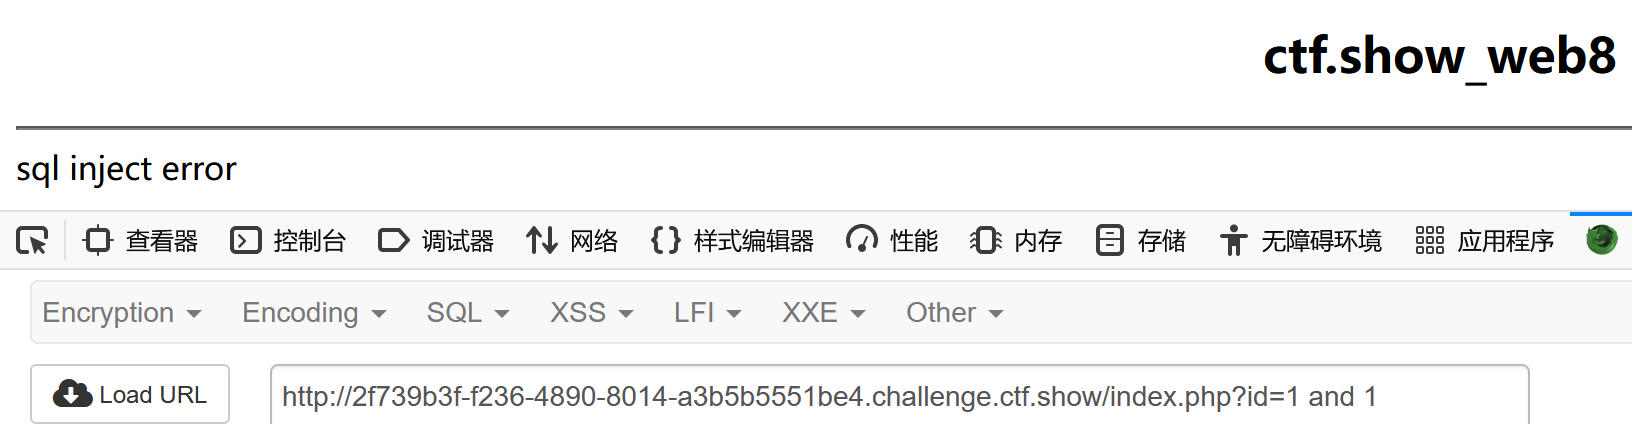 ctf.show_web8
sql inject error
查看器 控制台 调试器 网络 样式编辑器 性能 内存 存储 无障碍环境 应用程序
Encryption Encoding SQL XSS LFI XXE Other
Load URL http://2f739b3f-f236-4890-8014-a3b5b5551be4.challenge.ctf.show/index.php?id=1 and 1